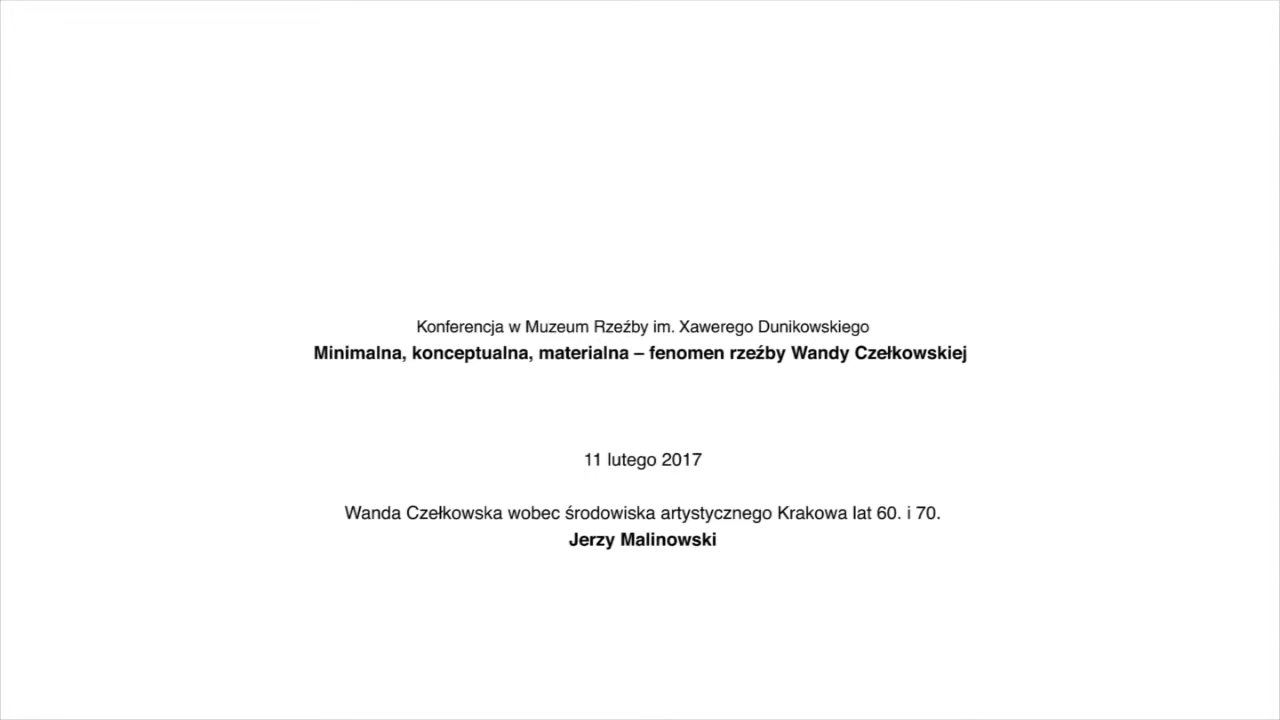 Konferencja w Muzeum Rzeźby im. Xawerego Dunikowskiego
Minimalna, konceptualna, materialna – fenomen rzeźby Wandy Czełkowskiej
11 lutego 2017
Wanda Czełkowska wobec środowiska artystycznego Krakowa lat 60. i 70.
Jerzy Malinowski